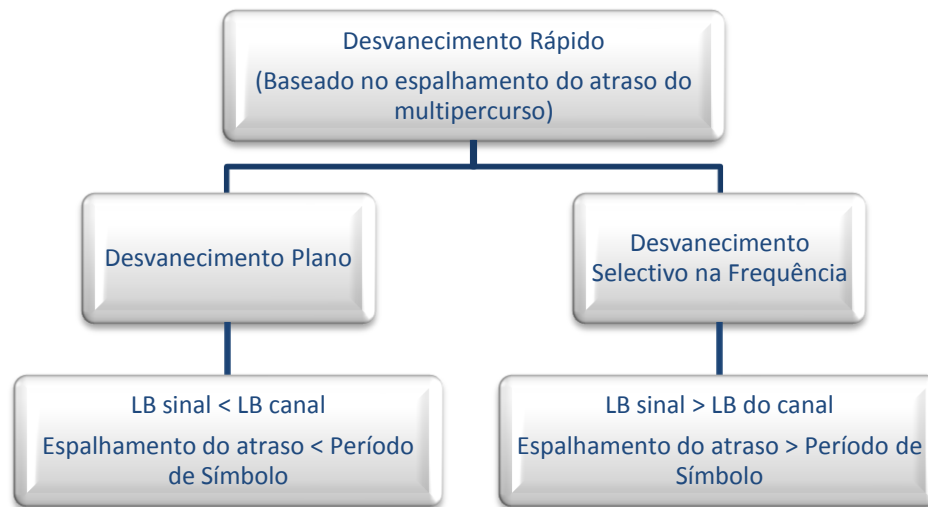 Desvanecimento Rápido
(Baseado no espalhamento do atraso do
multipercurso)
Desvanecimento Plano
Desvanecimento
Selectivo na Frequência
LB sinal < LB canal
Espalhamento do atraso < Período
de Símbolo
LB sinal > LB do canal
Espalhamento do atraso > Período de
Símbolo